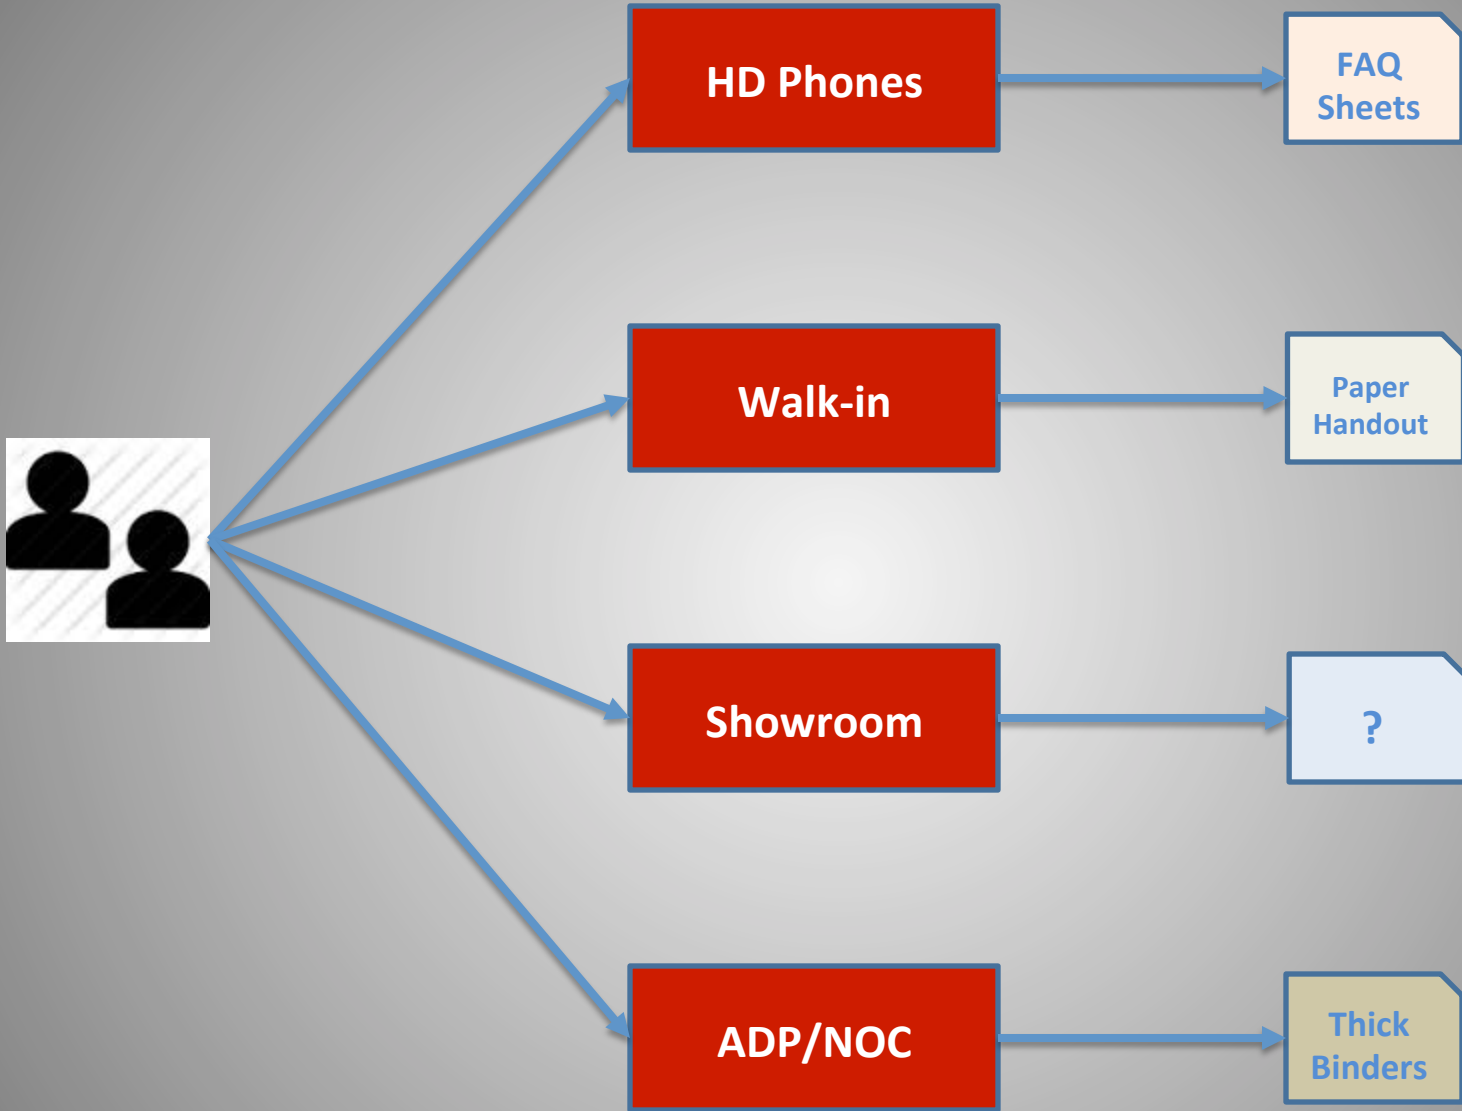 HD Phones
FAQ
Sheets
Walk-in
Paper
Handout
Showroom
?
ADP/NOC
Thick
Binders